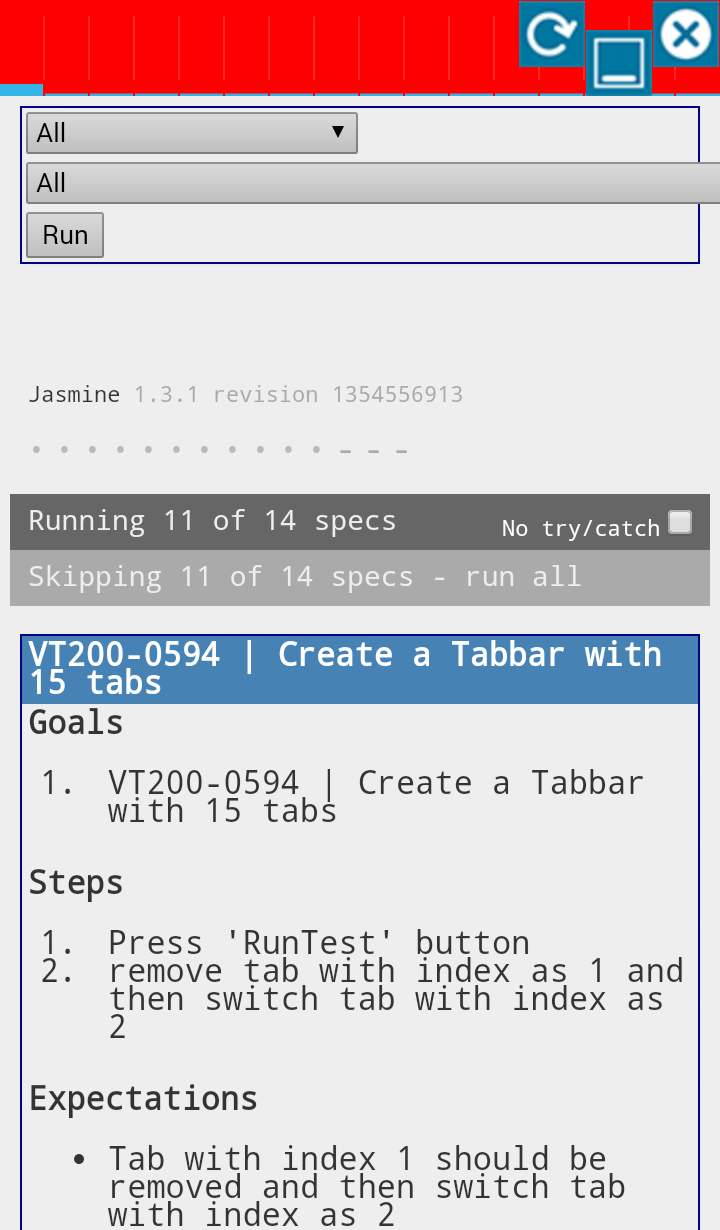 All
All
Run
Jasmine 1.3.1 revision 1354556913
Running 11 of 14 specs
No try/catch
Skipping 11 of 14 specs - run all
VT200-0594 | Create a Tabbar with
15 tabs
Goals
1. VT200-0594 | Create a Tabbar
with 15 tabs
Steps
1. Press 'RunTest' button
2. remove tab with index as 1 and
then switch tab with index as
2
Expectations
• Tab with index 1 should be
removed and then switch tab
with index as 2